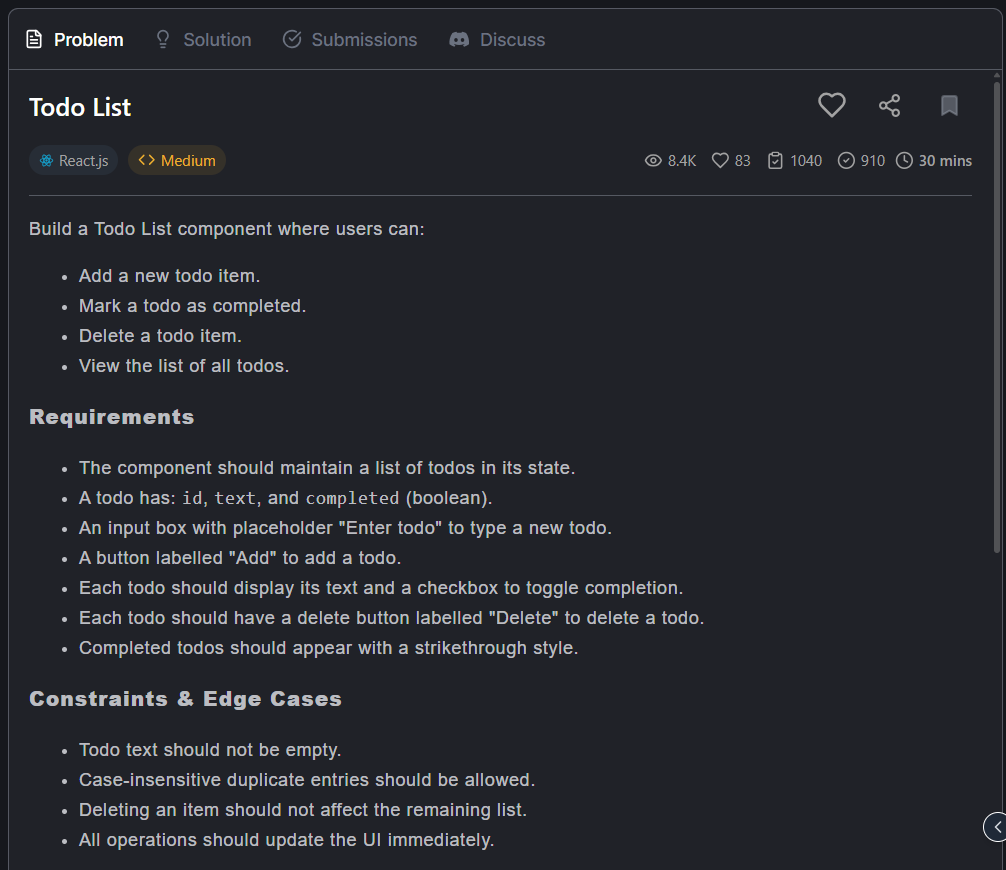 Problem Solution Submissions Discuss
Todo List
React.js <> Medium 8.4K 83 1040 910 30 mins
Build a Todo List component where users can:
• Add a new todo item.
• Mark a todo as completed.
• Delete a todo item.
• View the list of all todos.
Requirements
• The component should maintain a list of todos in its state.
• A todo has: id, text, and completed (boolean).
• An input box with placeholder "Enter todo" to type a new todo.
• A button labelled "Add" to add a todo.
• Each todo should display its text and a checkbox to toggle completion.
• Each todo should have a delete button labelled "Delete" to delete a todo.
• Completed todos should appear with a strikethrough style.
Constraints & Edge Cases
• Todo text should not be empty.
• Case-insensitive duplicate entries should be allowed.
• Deleting an item should not affect the remaining list.
• All operations should update the UI immediately.